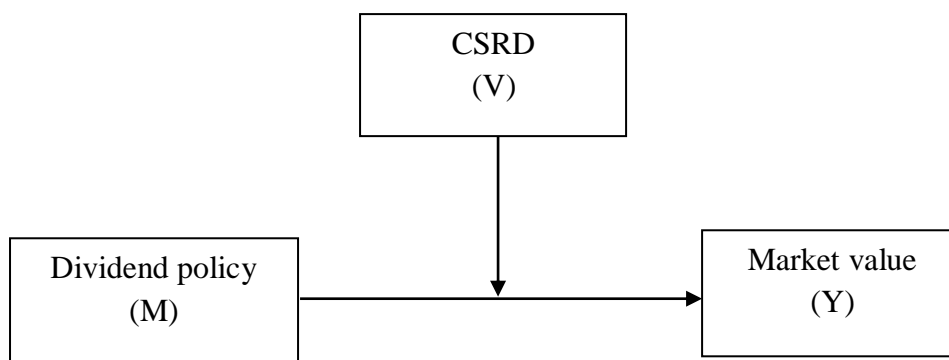 CSRD
(V)
Dividend policy
(M)
Market value
(Y)